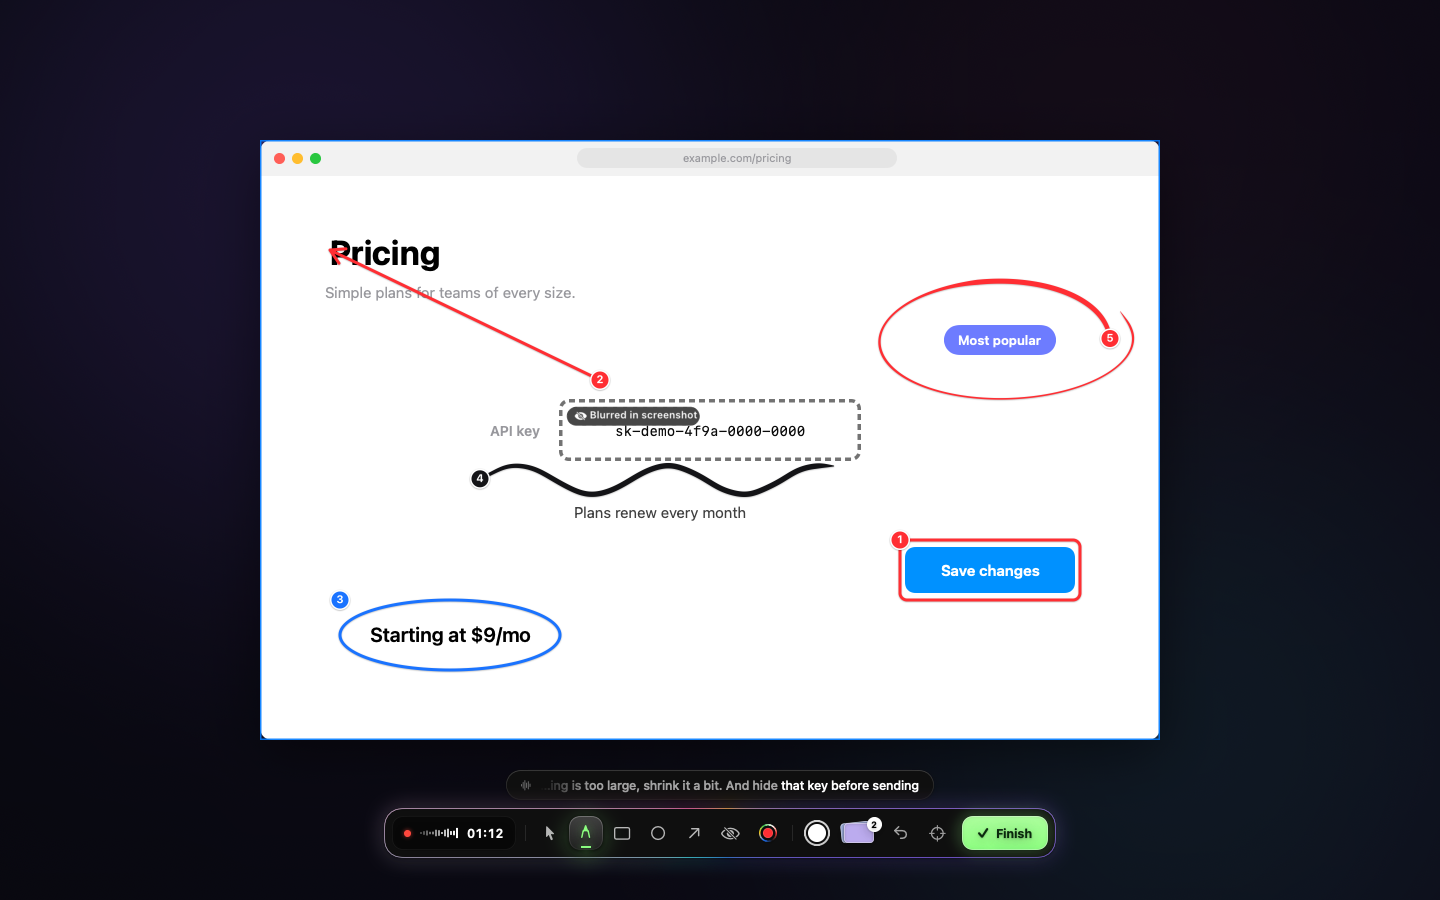 example.com/pricing
Pricing
Simple plans for teams of every size.
Most popular
5
2
Blurred in screenshot
API key
sk-demo-4f9a-0000-0000
4
Plans renew every month
1
Save changes
3
Starting at $9/mo
...ing is too large, shrink it a bit. And hide that key before sending
01:12
2
Finish